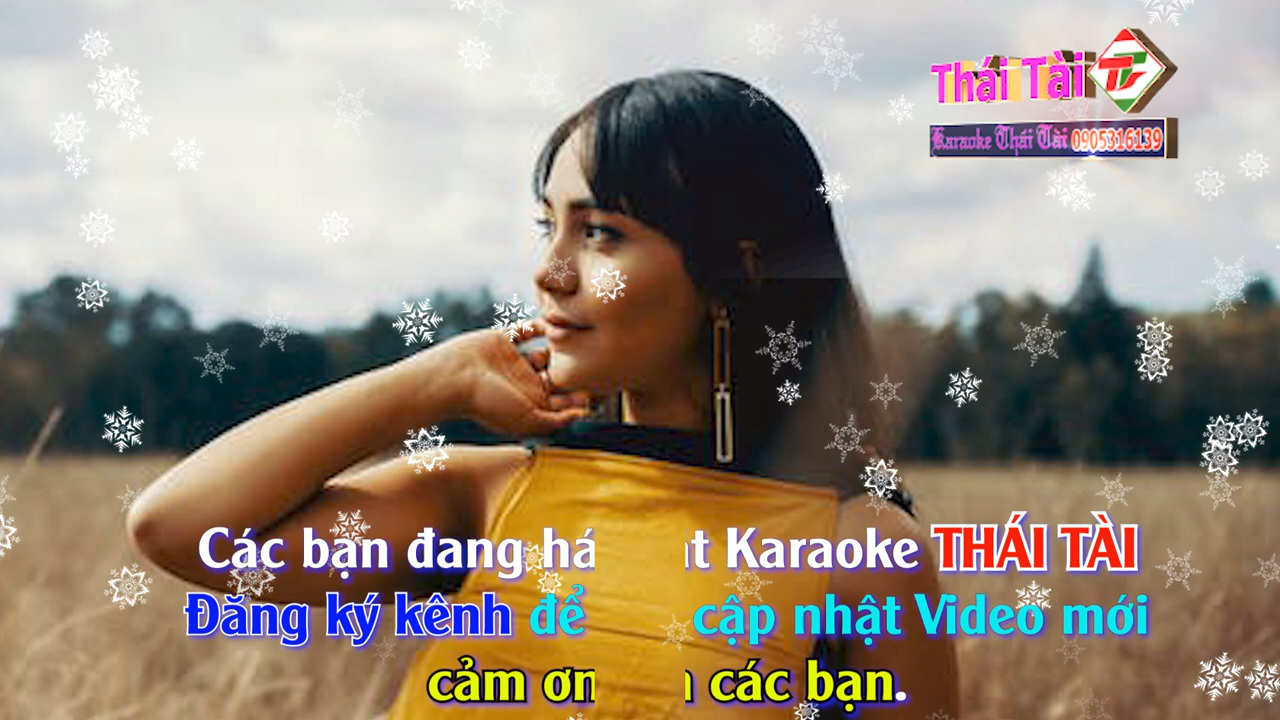 Thái Tài
Karaoke Thái Tài 0905316139
Các bạn đang Karaoke THÁI TÀI
Đăng ký kênh để cập nhật Video mới
cảm ơn các bạn.